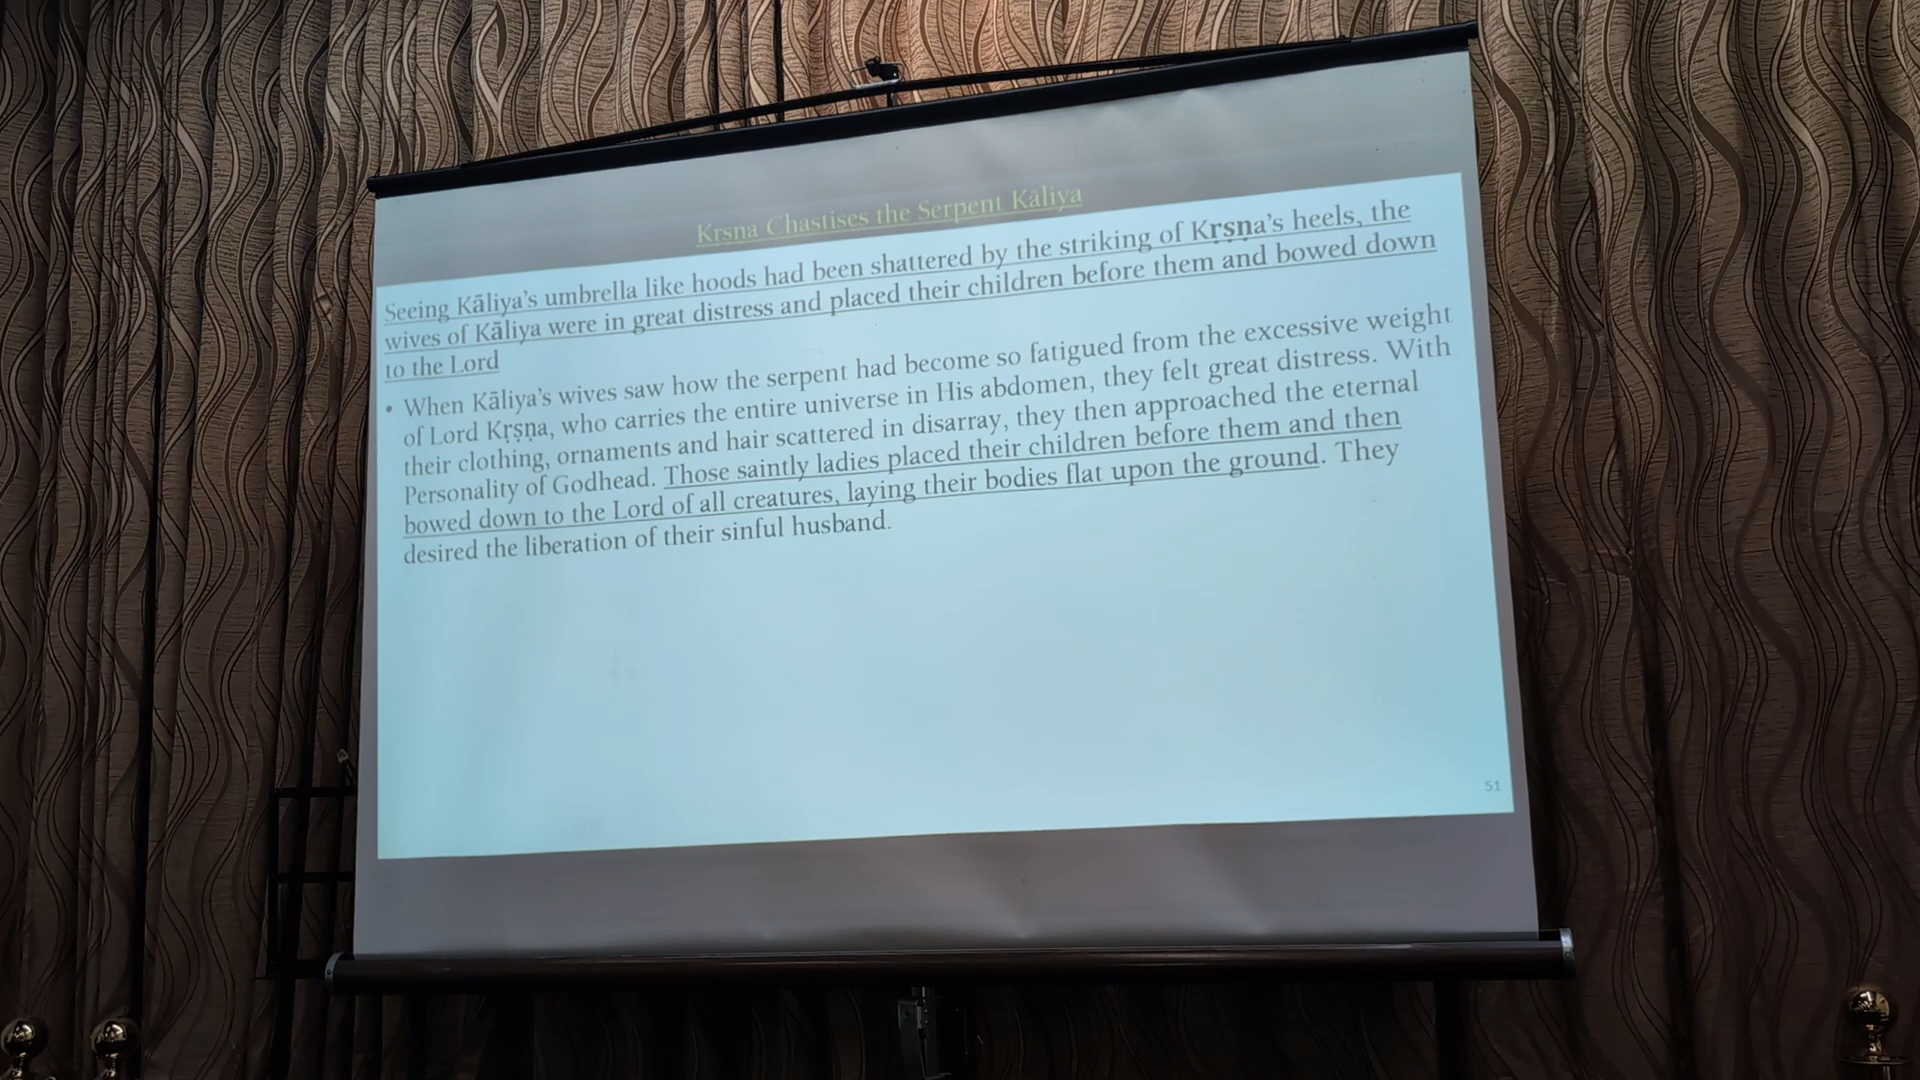 Krsna Chastises the Serpent Kāliya
Seeing Kāliya's umbrella like hoods had been shattered by the striking of Kṛṣṇa's heels, the
wives of Kāliya were in great distress and placed their children before them and bowed down
to the Lord
• When Kāliya's wives saw how the serpent had become so fatigued from the excessive weight
of Lord Kṛṣṇa, who carries the entire universe in His abdomen, they felt great distress. With
their clothing, ornaments and hair scattered in disarray, they then approached the eternal
Personality of Godhead. Those saintly ladies placed their children before them and then
bowed down to the Lord of all creatures, laying their bodies flat upon the ground. They
desired the liberation of their sinful husband.
51